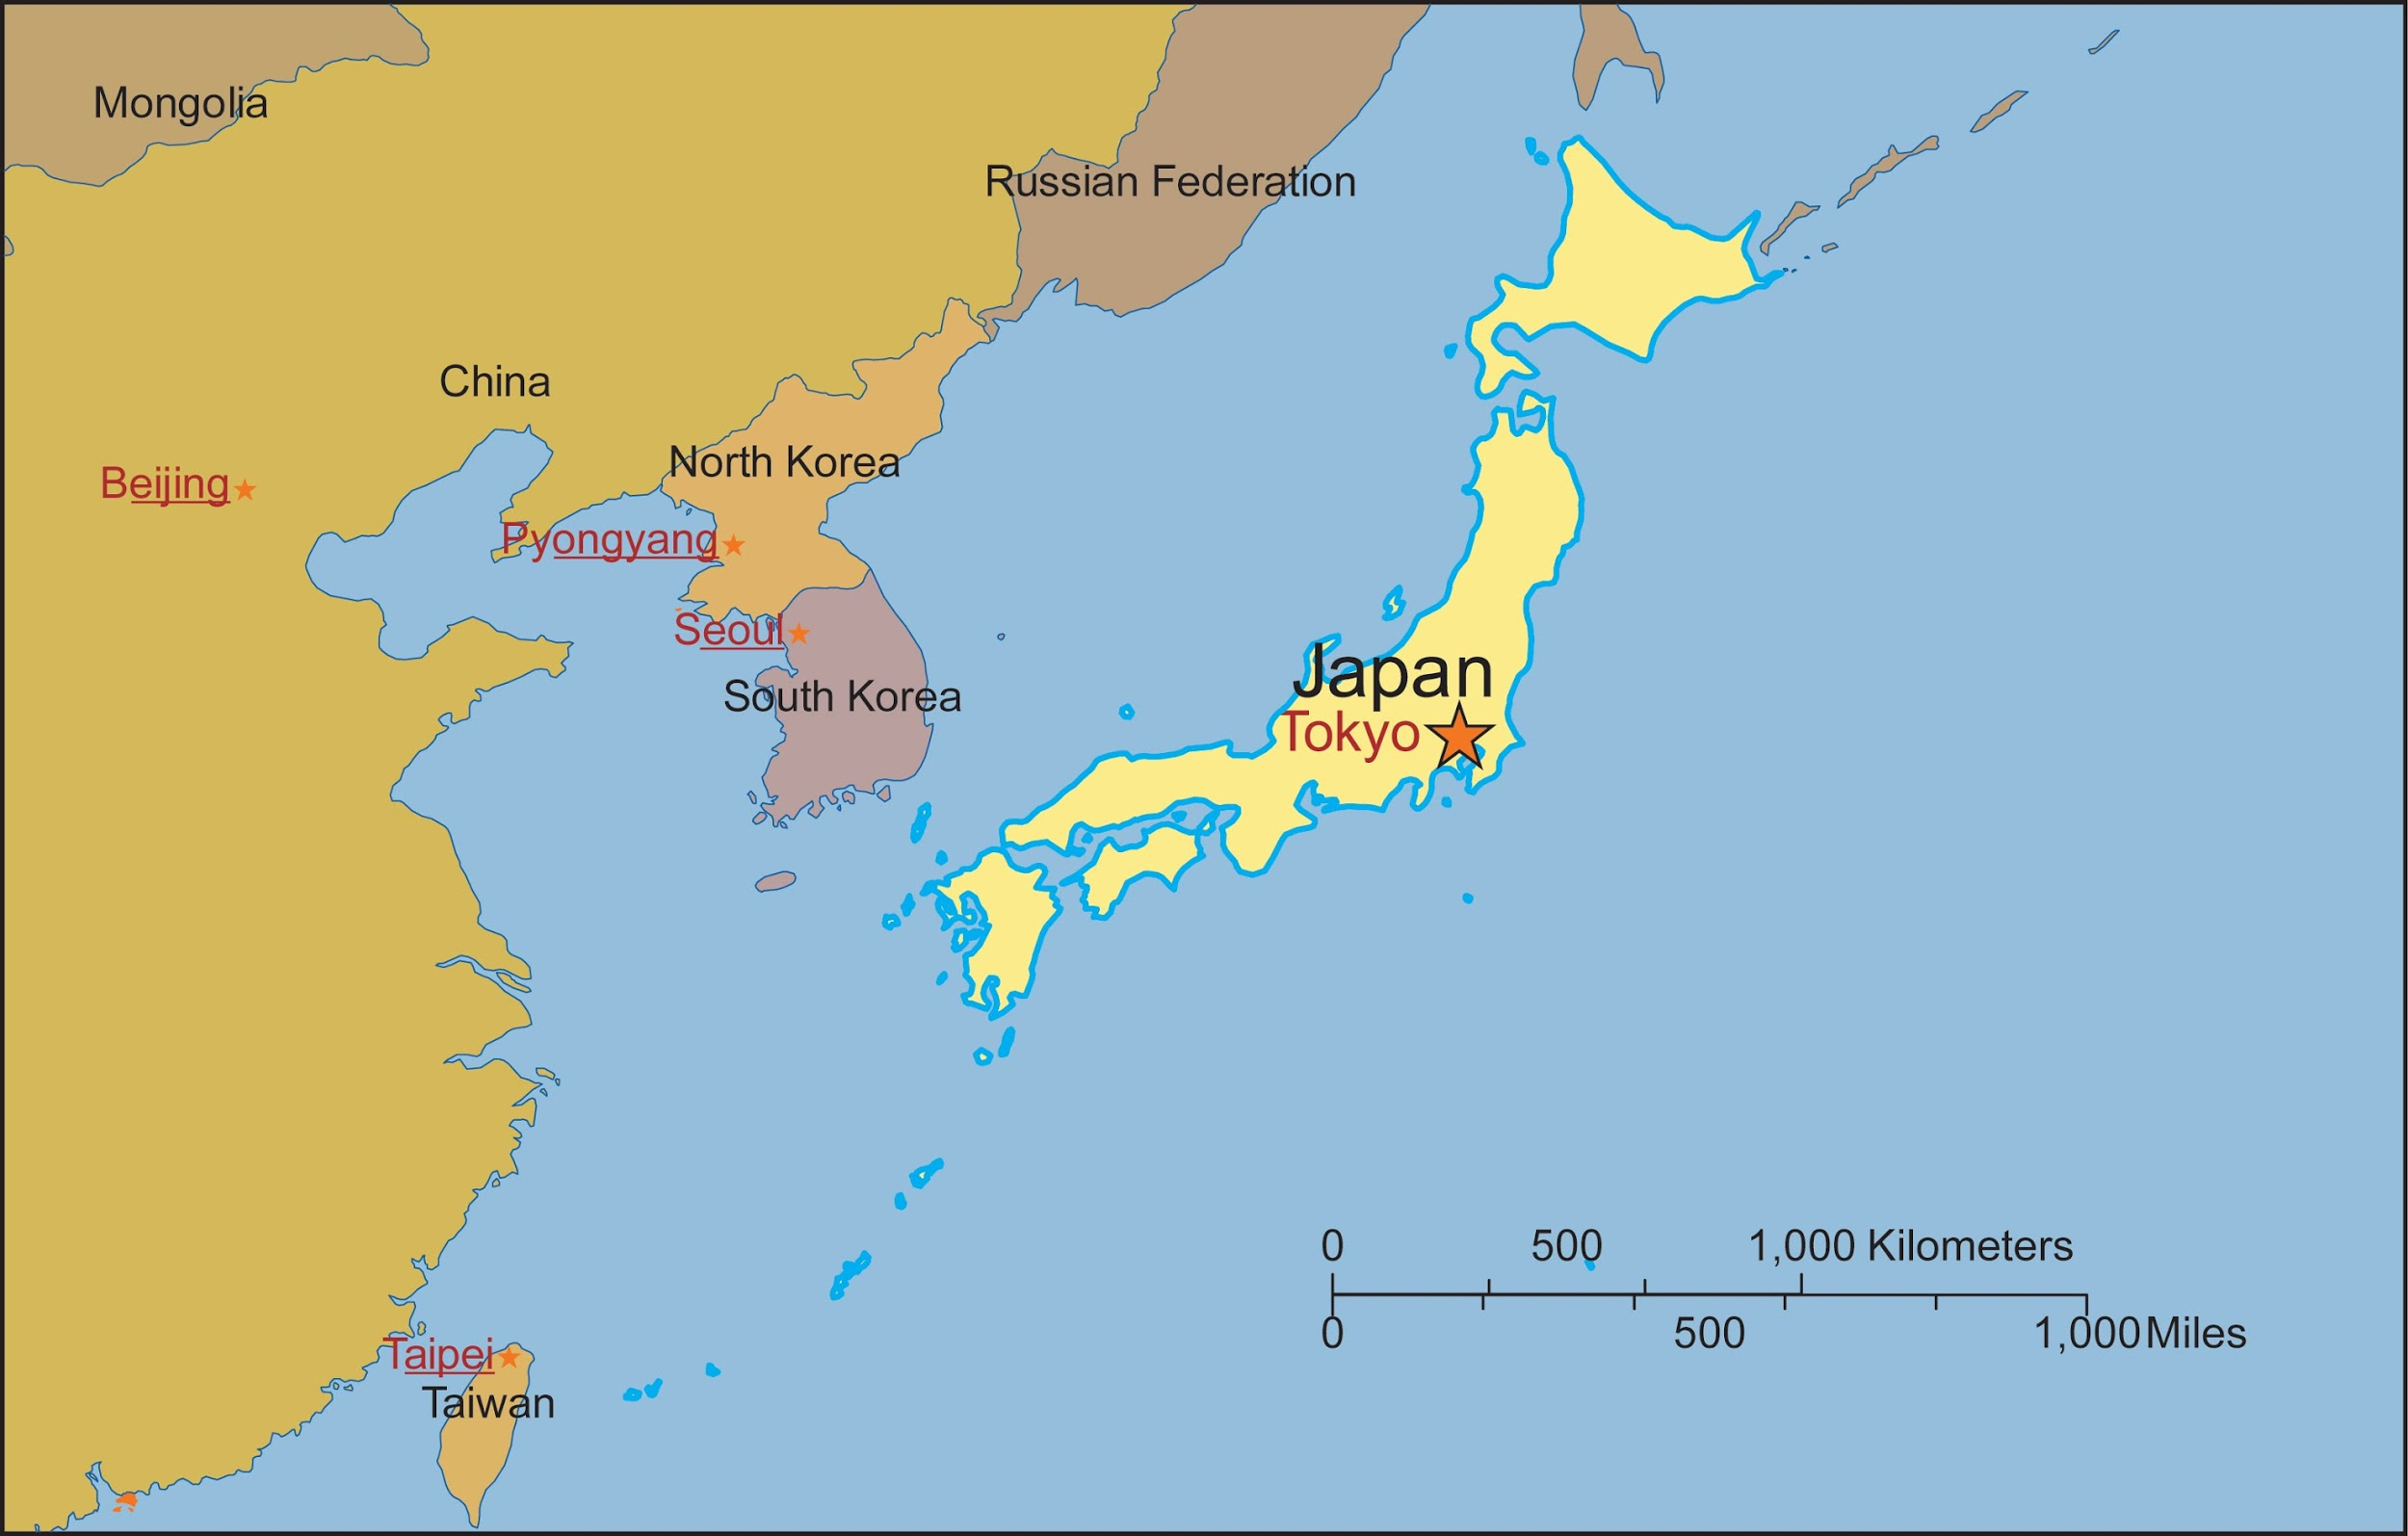 Mongolia
Russian Federation
China
North Korea
Beijing
Pyongyang
Seoul
Japan
South Korea
Tokyo
0 500 1,000 Kilometers
0 500 1,000 Miles
Taipei
Taiwan